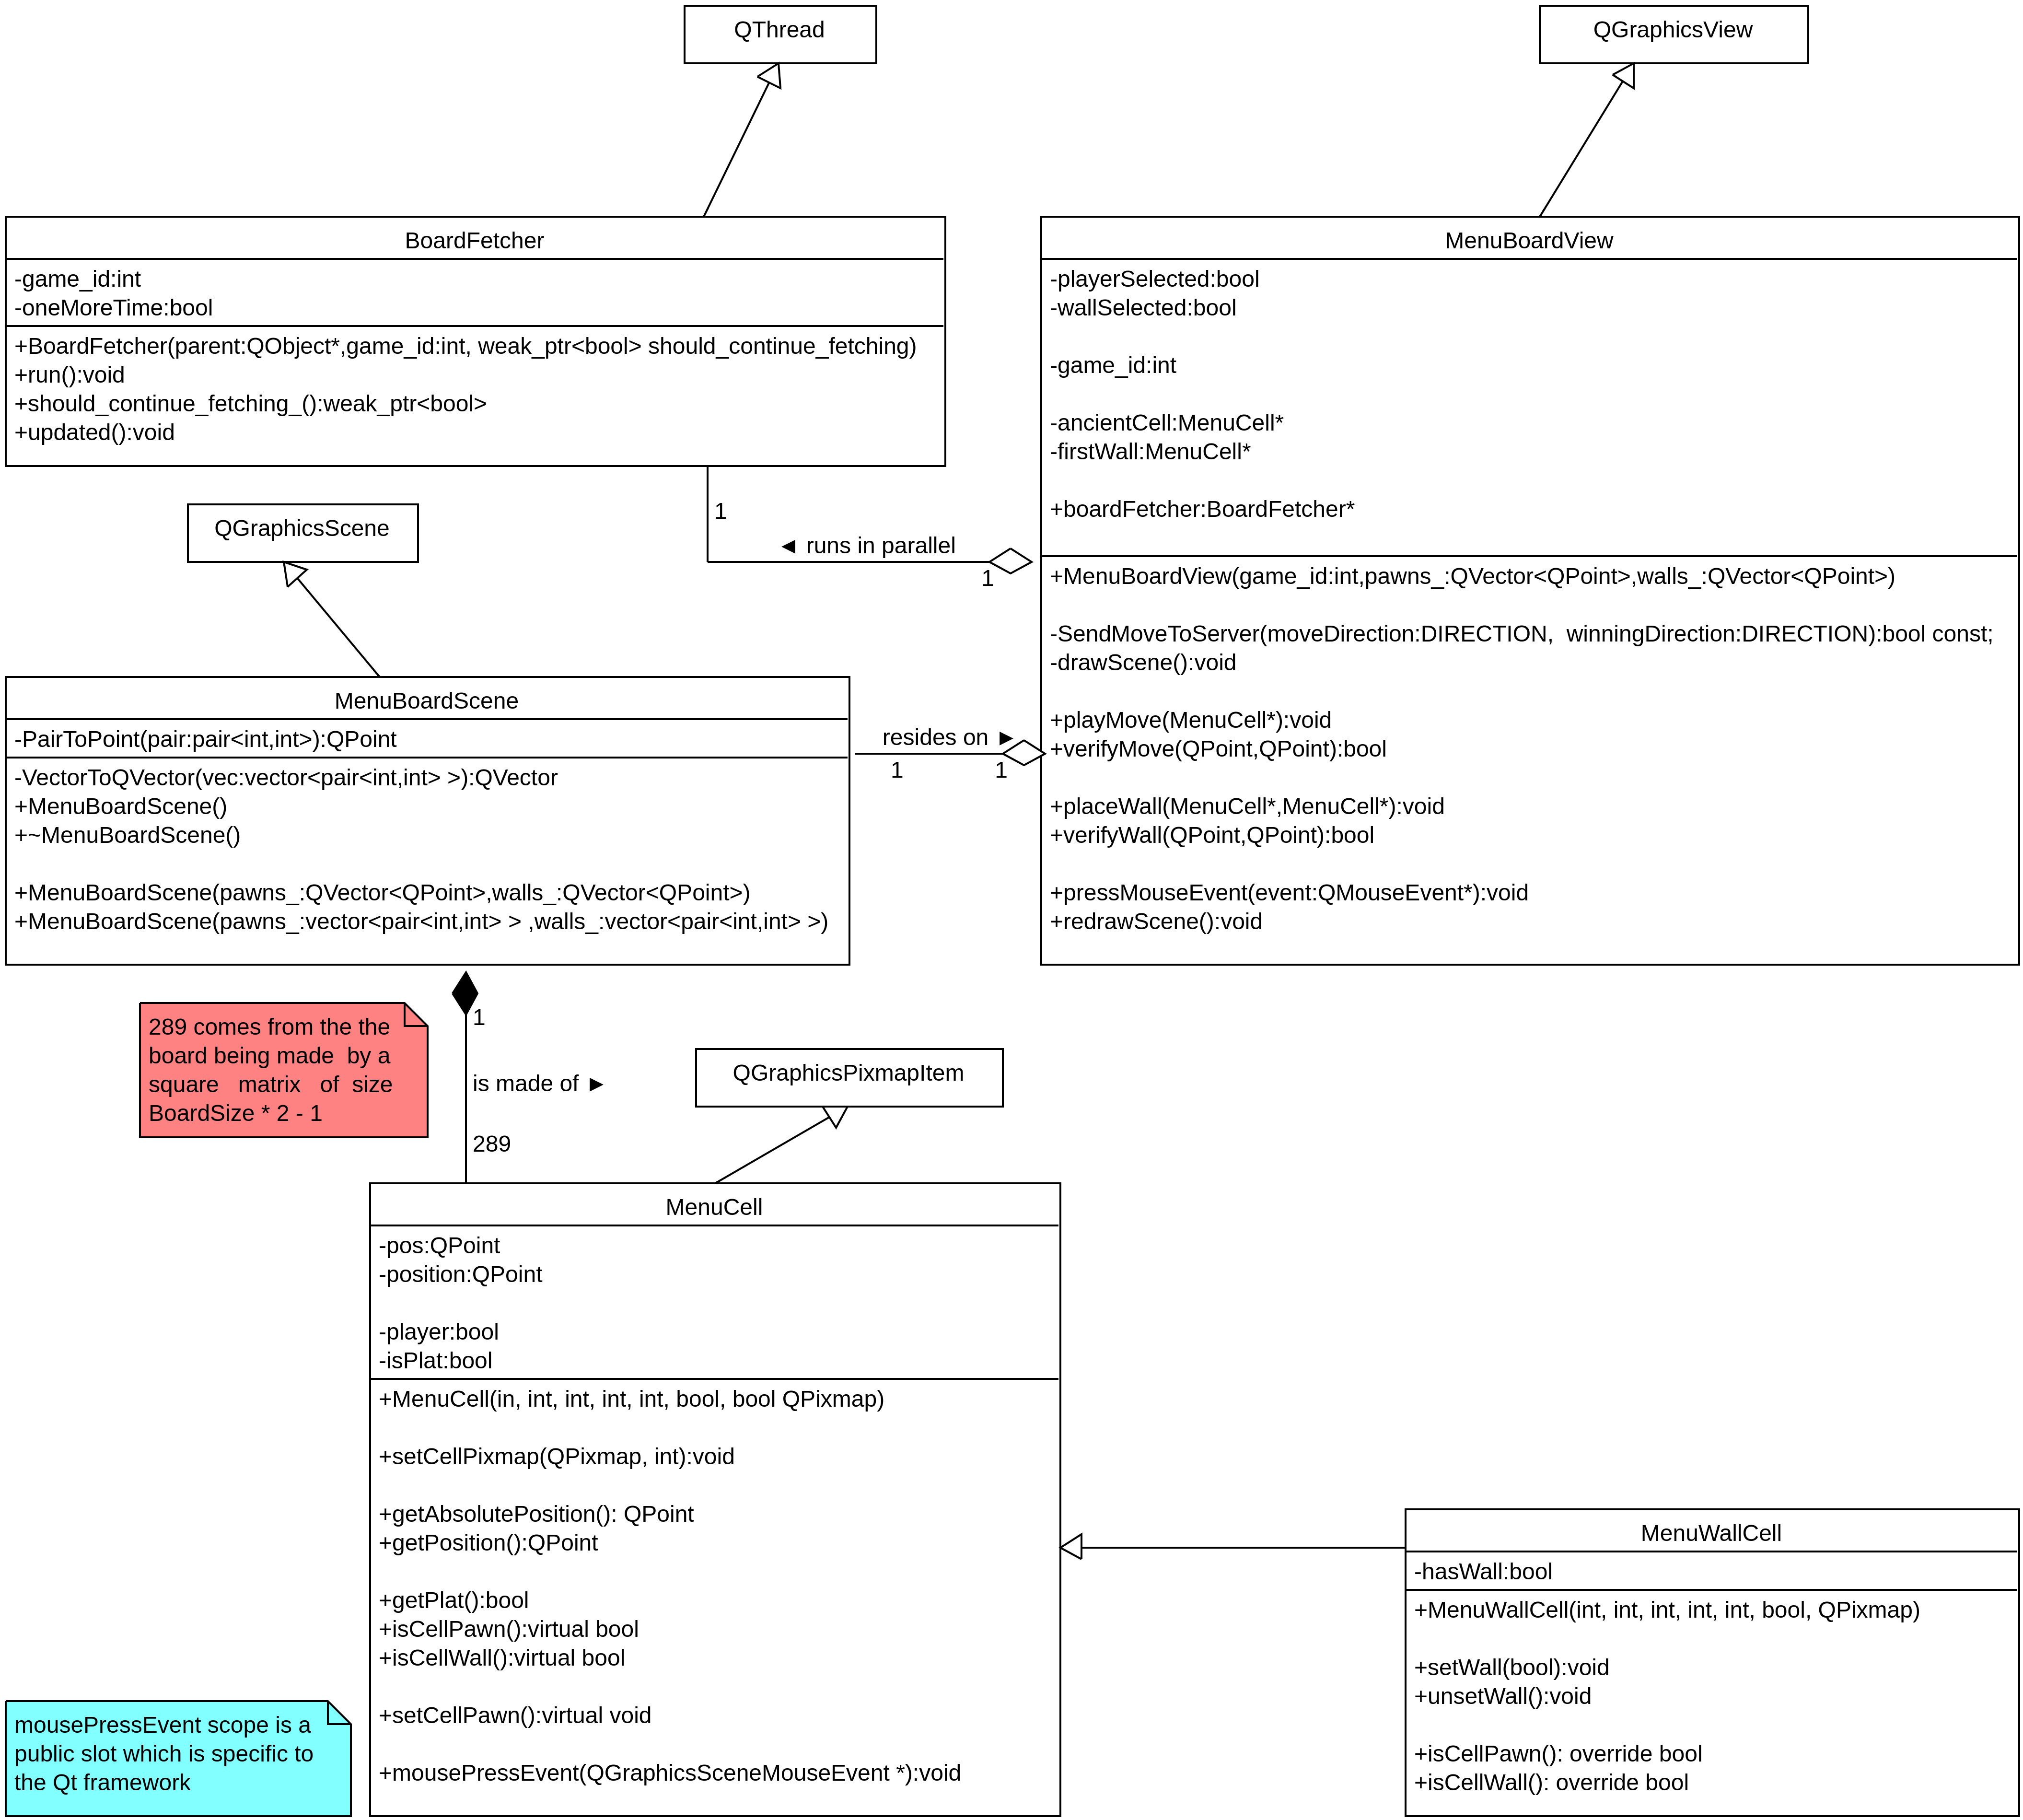 QThread
QGraphicsView
BoardFetcher
-game_id:int
-oneMoreTime:bool
+BoardFetcher(parent:QObject*,game_id:int, weak_ptr<bool> should_continue_fetching)
+run():void
+should_continue_fetching_():weak_ptr<bool>
+updated():void
MenuBoardView
-playerSelected:bool
-wallSelected:bool
-game_id:int
-ancientCell:MenuCell*
-firstWall:MenuCell*
+boardFetcher:BoardFetcher*
+MenuBoardView(game_id:int,pawns_:QVector<QPoint>,walls_:QVector<QPoint>)
-SendMoveToServer(moveDirection:DIRECTION,  winningDirection:DIRECTION):bool const;
-drawScene():void
+playMove(MenuCell*):void
+verifyMove(QPoint,QPoint):bool
+placeWall(MenuCell*,MenuCell*):void
+verifyWall(QPoint,QPoint):bool
+pressMouseEvent(event:QMouseEvent*):void
+redrawScene():void
1
◄ runs in parallel
1
QGraphicsScene
MenuBoardScene
-PairToPoint(pair:pair<int,int>):QPoint
-VectorToQVector(vec:vector<pair<int,int> >):QVector
+MenuBoardScene()
+~MenuBoardScene()
+MenuBoardScene(pawns_:QVector<QPoint>,walls_:QVector<QPoint>)
+MenuBoardScene(pawns_:vector<pair<int,int> > ,walls_:vector<pair<int,int> >)
resides on ►
1 1
289 comes from the the
board being made  by a
square   matrix   of  size
BoardSize * 2 - 1
1
is made of ►
289
QGraphicsPixmapItem
MenuCell
-pos:QPoint
-position:QPoint
-player:bool
-isPlat:bool
+MenuCell(in, int, int, int, int, bool, bool QPixmap)
+setCellPixmap(QPixmap, int):void
+getAbsolutePosition(): QPoint
+getPosition():QPoint
+getPlat():bool
+isCellPawn():virtual bool
+isCellWall():virtual bool
+setCellPawn():virtual void
+mousePressEvent(QGraphicsSceneMouseEvent *):void
MenuWallCell
-hasWall:bool
+MenuWallCell(int, int, int, int, int, bool, QPixmap)
+setWall(bool):void
+unsetWall():void
+isCellPawn(): override bool
+isCellWall(): override bool
mousePressEvent scope is a
public slot which is specific to
the Qt framework